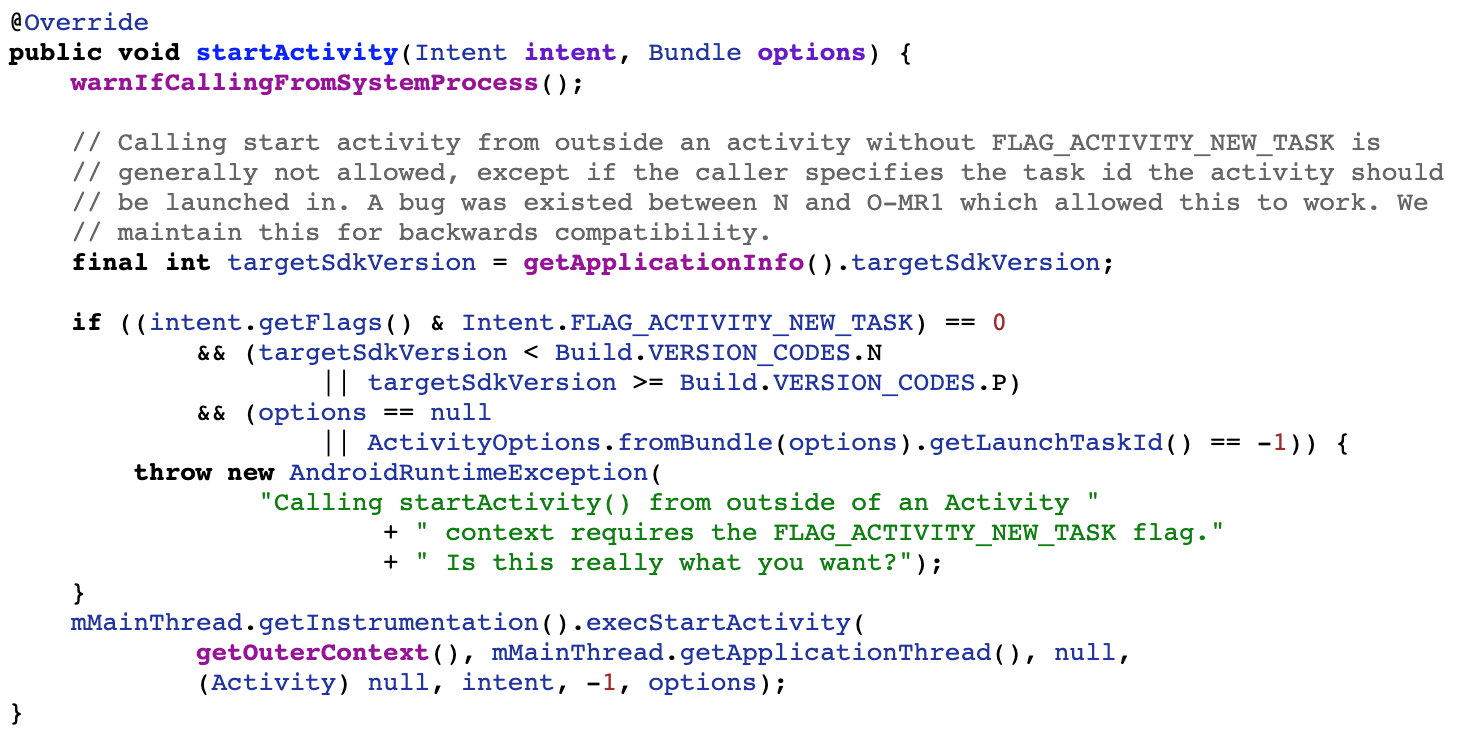 @Override
public void startActivity(Intent intent, Bundle options) {
    warnIfCallingFromSystemProcess();

    // Calling start activity from outside an activity without FLAG_ACTIVITY_NEW_TASK is
    // generally not allowed, except if the caller specifies the task id the activity should
    // be launched in. A bug was existed between N and O-MR1 which allowed this to work. We
    // maintain this for backwards compatibility.
    final int targetSdkVersion = getApplicationInfo().targetSdkVersion;

    if ((intent.getFlags() & Intent.FLAG_ACTIVITY_NEW_TASK) == 0
            && (targetSdkVersion < Build.VERSION_CODES.N
                    || targetSdkVersion >= Build.VERSION_CODES.P)
            && (options == null
                    || ActivityOptions.fromBundle(options).getLaunchTaskId() == -1)) {
        throw new AndroidRuntimeException(
                "Calling startActivity() from outside of an Activity "
                        + " context requires the FLAG_ACTIVITY_NEW_TASK flag."
                        + " Is this really what you want?");
    }
    mMainThread.getInstrumentation().execStartActivity(
            getOuterContext(), mMainThread.getApplicationThread(), null,
            (Activity) null, intent, -1, options);
}